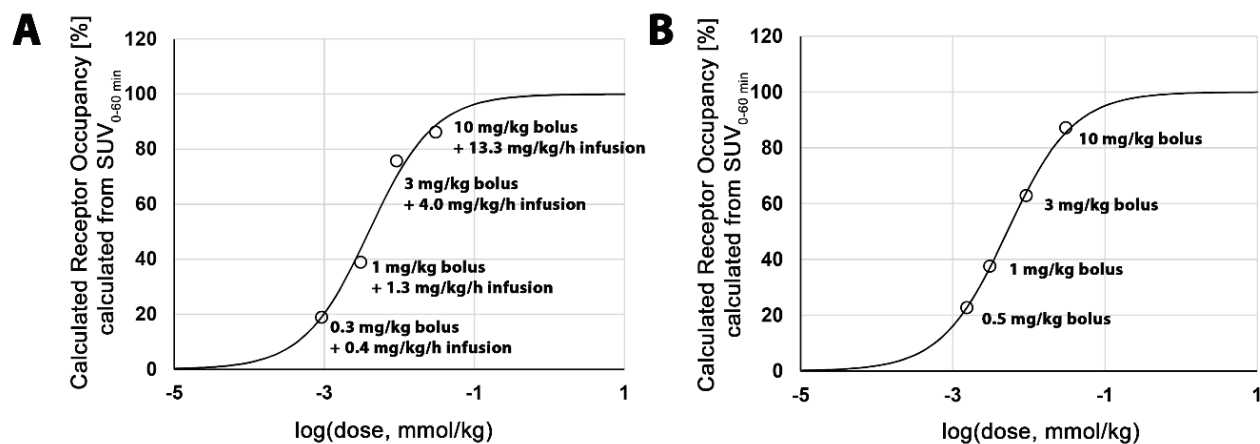 A
Calculated Receptor Occupancy [%]
calculated from SUV0-60 min
120
100
80
60
40
20
0
10 mg/kg bolus
+ 13.3 mg/kg/h infusion
3 mg/kg bolus
+ 4.0 mg/kg/h infusion
1 mg/kg bolus
+ 1.3 mg/kg/h infusion
0.3 mg/kg bolus
+ 0.4 mg/kg/h infusion
-5 -3 -1 1
log(dose, mmol/kg)
B
Calculated Receptor Occupancy [%]
calculated from SUV0-60 min
120
100
80
60
40
20
0
10 mg/kg bolus
3 mg/kg bolus
1 mg/kg bolus
0.5 mg/kg bolus
-5 -3 -1 1
log(dose, mmol/kg)